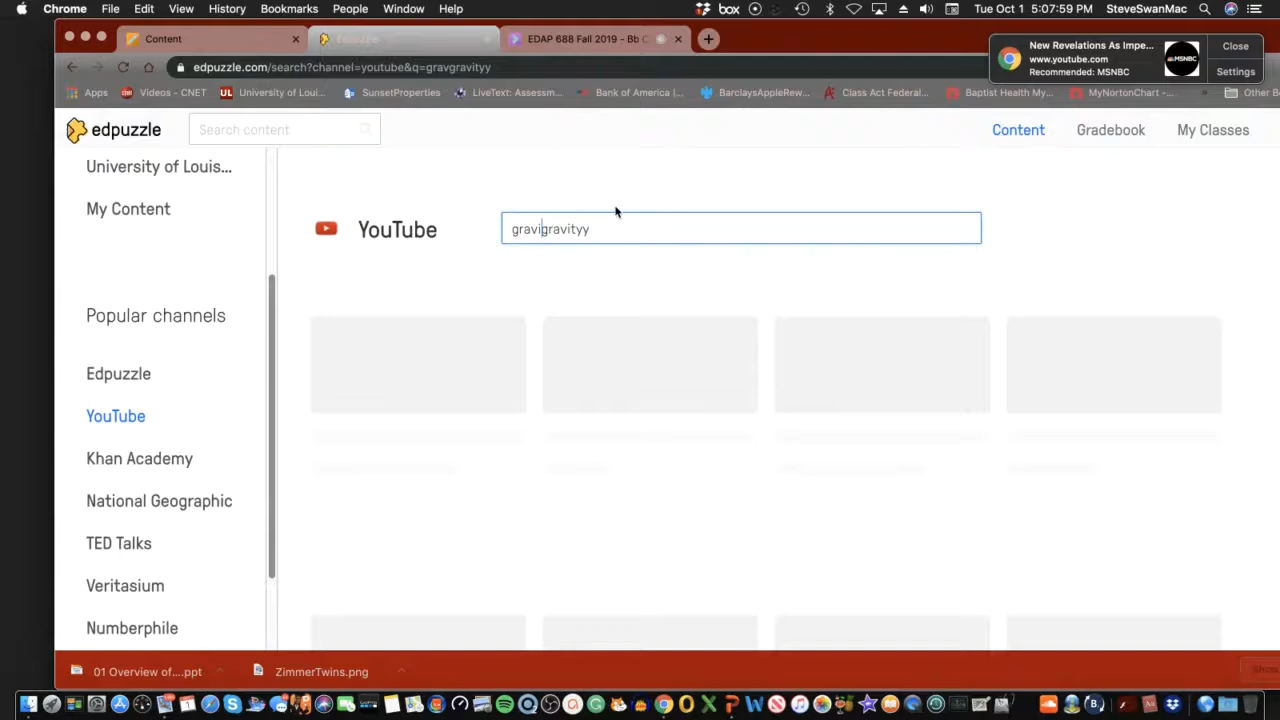 Chrome File Edit View History Bookmarks People Window Help box Tue Oct 1 5:07:59 PM SteveSwanMac
Content EDAP 688 Fall 2019 - Bb C
New Revelations As Impe...
www.youtube.com
Recommended: MSNBC
MSNBC
Close
Settings
edpuzzle.com/search?channel=youtube&q=gravgravityy
Apps Videos - CNET UL University of Loui... SunsetProperties LiveText: Assessm... Bank of America |... BarclaysAppleRew... Class Act Federal... Baptist Health My... MyNortonChart -... » Other B
edpuzzle Search content Content Gradebook My Classes
University of Louis...
My Content
YouTube gravigravityy
Popular channels
Edpuzzle
YouTube
Khan Academy
National Geographic
TED Talks
Veritasium
Numberphile
01 Overview of....ppt ZimmerTwins.png